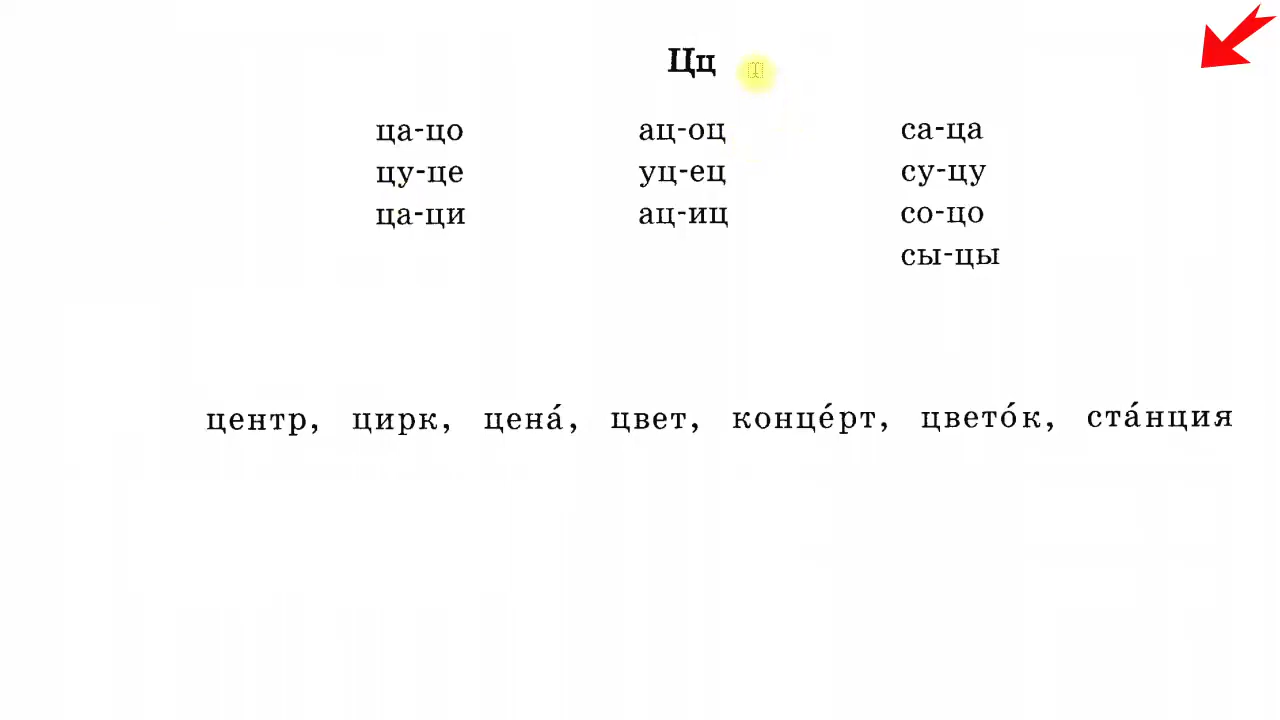 Цц
ца-цо ац-оц са-ца
цу-це уц-ец су-цу
ца-ци ац-иц со-цо
сы-цы
центр, цирк, цена́, цвет, конце́рт, цвето́к, ста́нция